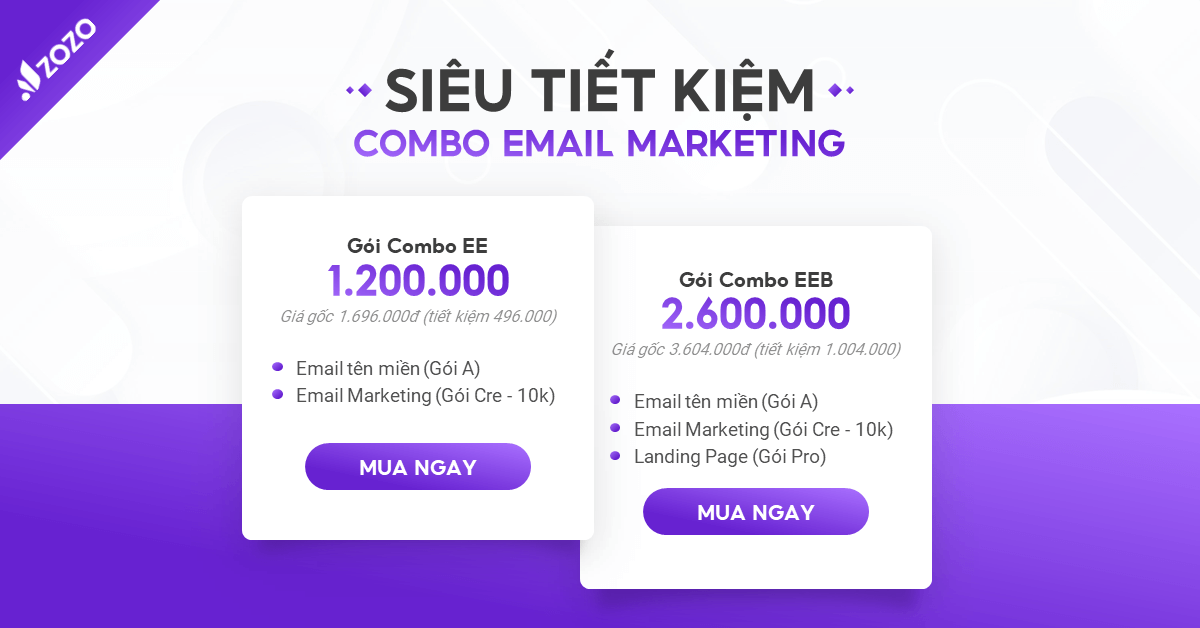 ZOZO
SIÊU TIẾT KIỆM
COMBO EMAIL MARKETING
Gói Combo EE
1.200.000
Giá gốc 1.696.000đ (tiết kiệm 496.000)
Email tên miền (Gói A)
Email Marketing (Gói Cre - 10k)
MUA NGAY
Gói Combo EEB
2.600.000
Giá gốc 3.604.000đ (tiết kiệm 1.004.000)
Email tên miền (Gói A)
Email Marketing (Gói Cre - 10k)
Landing Page (Gói Pro)
MUA NGAY